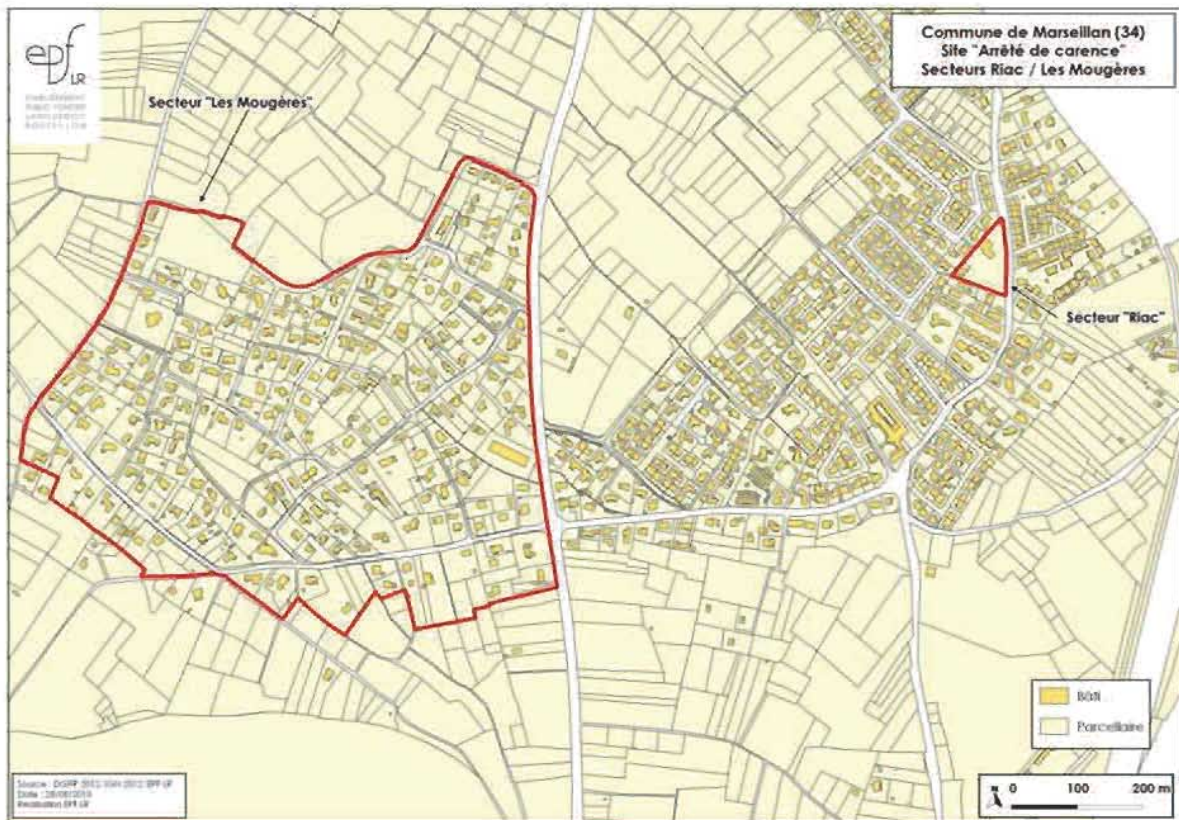 epf
LR
Commune de Marseillan (34)
Site "Arrêté de carence"
Secteurs Riac / Les Mougères
Secteur "Les Mougères"
Secteur "Riac"
Bâti
Parcellaire
N 0 100 200 m